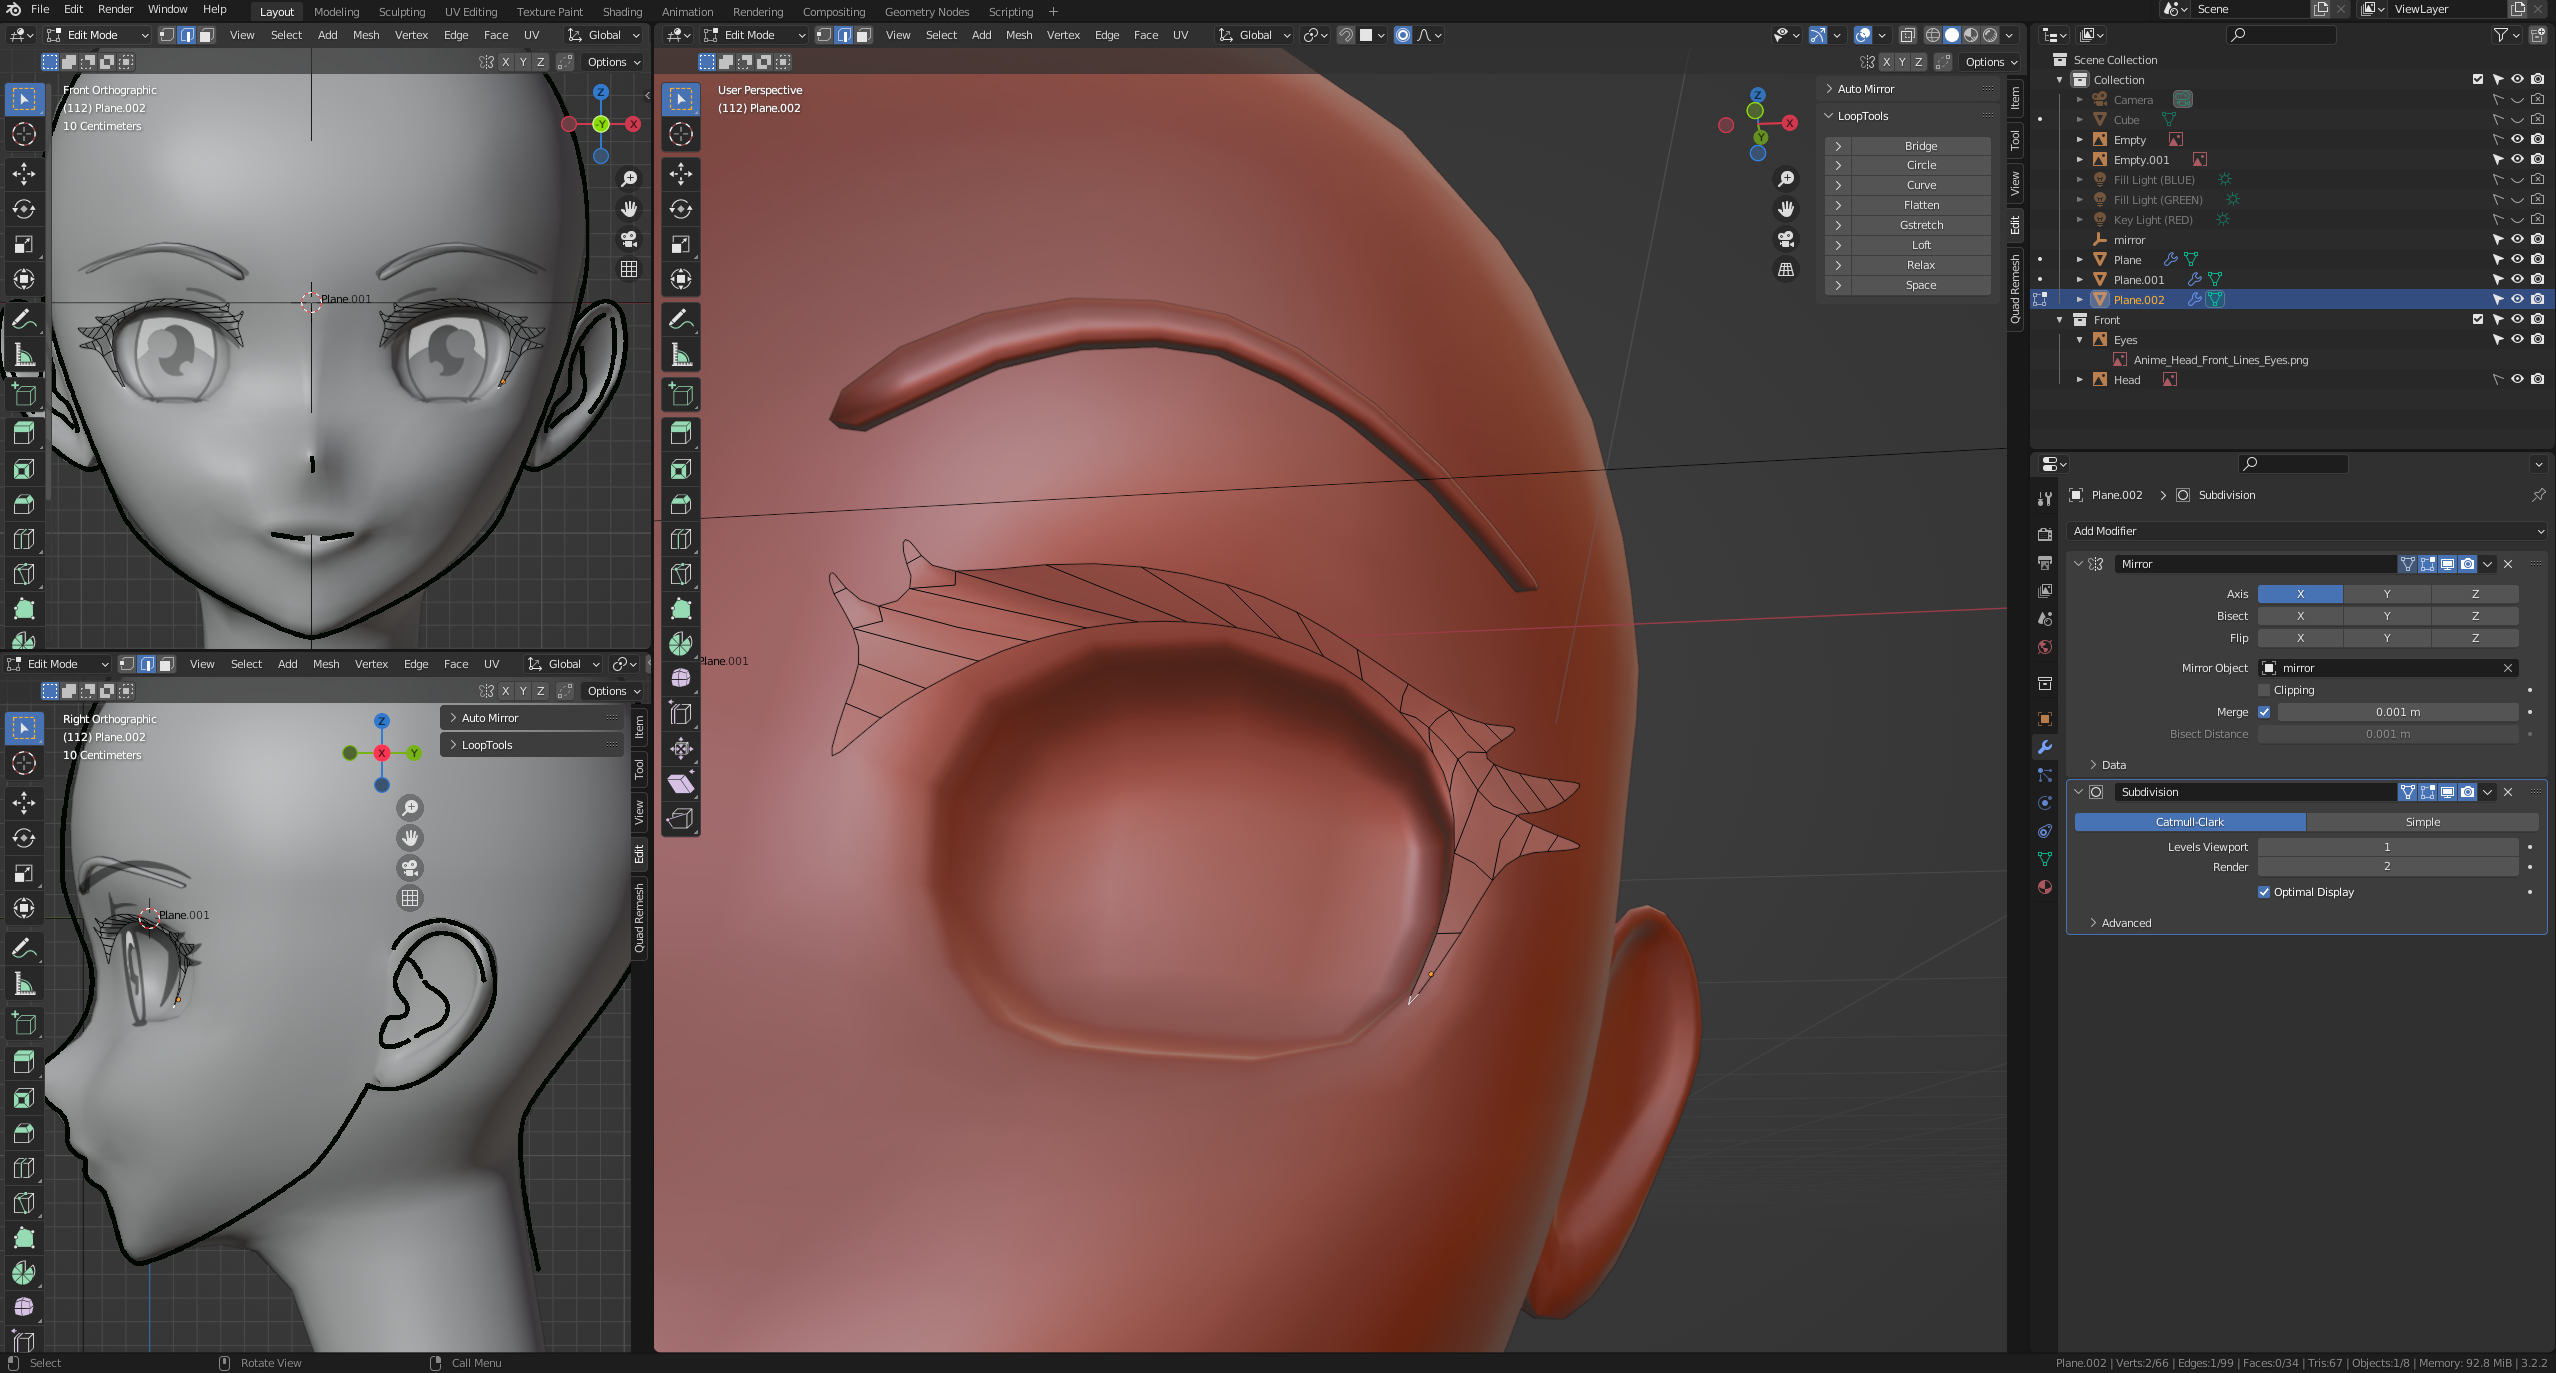 File Edit Render Window Help
Layout Modeling Sculpting UV Editing Texture Paint Shading Animation Rendering Compositing Geometry Nodes Scripting +
Scene
ViewLayer
Edit Mode View Select Add Mesh Vertex Edge Face UV Global
X Y Z Options
Front Orthographic
(112) Plane.002
10 Centimeters
Z
-Y
X
Plane.001
Edit Mode View Select Add Mesh Vertex Edge Face UV Global
X Y Z Options
Right Orthographic
(112) Plane.002
10 Centimeters
Z
X
Y
Auto Mirror
LoopTools
Item
Tool
View
Edit
Quad Remesh
Plane.001
Edit Mode View Select Add Mesh Vertex Edge Face UV Global
X Y Z Options
User Perspective
(112) Plane.002
Z
X
Y
Plane.001
Auto Mirror
LoopTools
Bridge
Circle
Curve
Flatten
Gstretch
Loft
Relax
Space
Item
Tool
View
Edit
Quad Remesh
Scene Collection
Collection
Camera
Cube
Empty
Empty.001
Fill Light (BLUE)
Fill Light (GREEN)
Key Light (RED)
mirror
Plane
Plane.001
Plane.002
Front
Eyes
Anime_Head_Front_Lines_Eyes.png
Head
Plane.002 > Subdivision
Add Modifier
Mirror
Axis X Y Z
Bisect X Y Z
Flip X Y Z
Mirror Object mirror
Clipping
Merge 0.001 m
Bisect Distance 0.001 m
Data
Subdivision
Catmull-Clark Simple
Levels Viewport 1
Render 2
Optimal Display
Advanced
Select Rotate View Call Menu
Plane.002 | Verts:2/66 | Edges:1/99 | Faces:0/34 | Tris:67 | Objects:1/8 | Memory: 92.8 MiB | 3.2.2